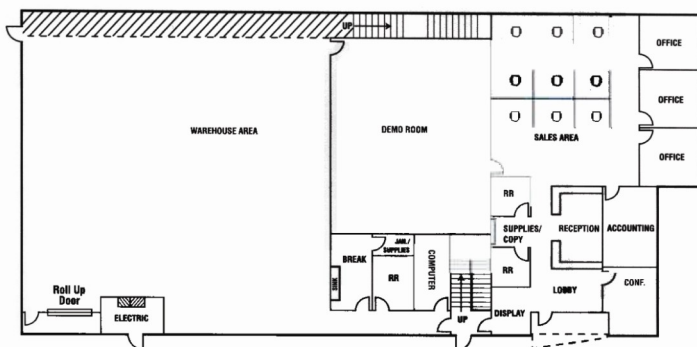 UP
OFFICE
OFFICE
WAREHOUSE AREA
DEMO ROOM
SALES AREA
OFFICE
RR
SUPPLIES/
COPY
RECEPTION
ACCOUNTING
JAN./
SUPPLIES
BREAK
RR
COMPUTER
SINK
RR
LOBBY
CONF.
Roll Up
Door
ELECTRIC
UP
DISPLAY